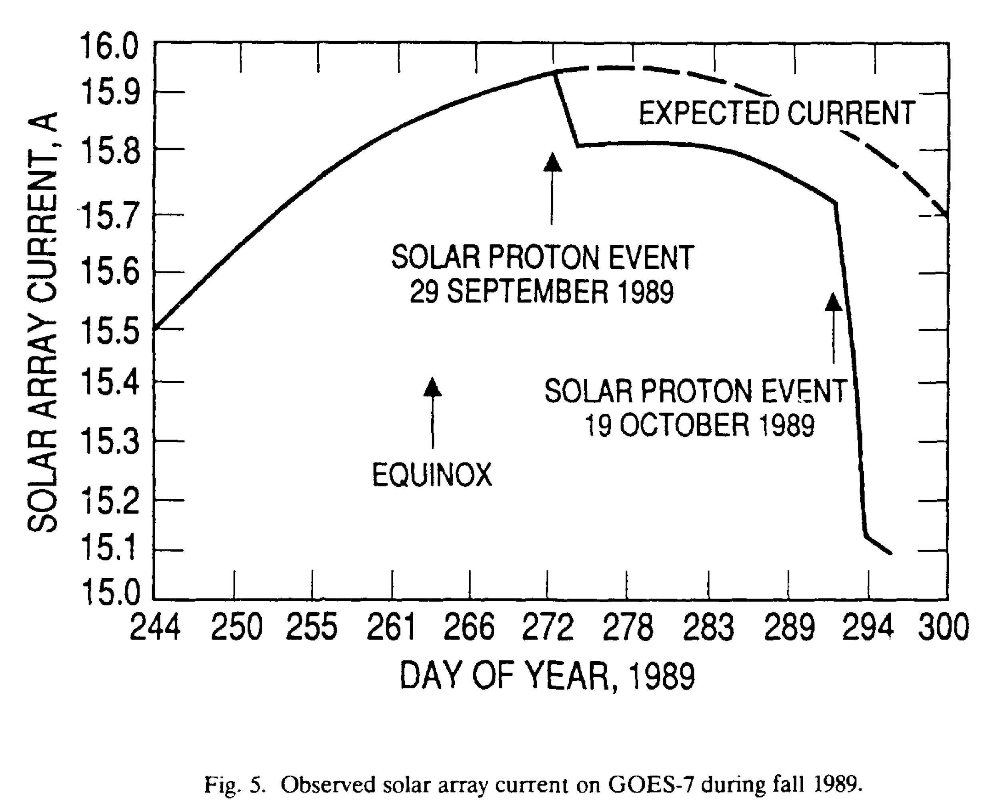 16.0
15.9
15.8
15.7
15.6
15.5
15.4
15.3
15.2
15.1
15.0
SOLAR ARRAY CURRENT, A
EXPECTED CURRENT
SOLAR PROTON EVENT
29 SEPTEMBER 1989
SOLAR PROTON EVENT
19 OCTOBER 1989
EQUINOX
244 250 255 261 266 272 278 283 289 294 300
DAY OF YEAR, 1989
Fig. 5. Observed solar array current on GOES-7 during fall 1989.